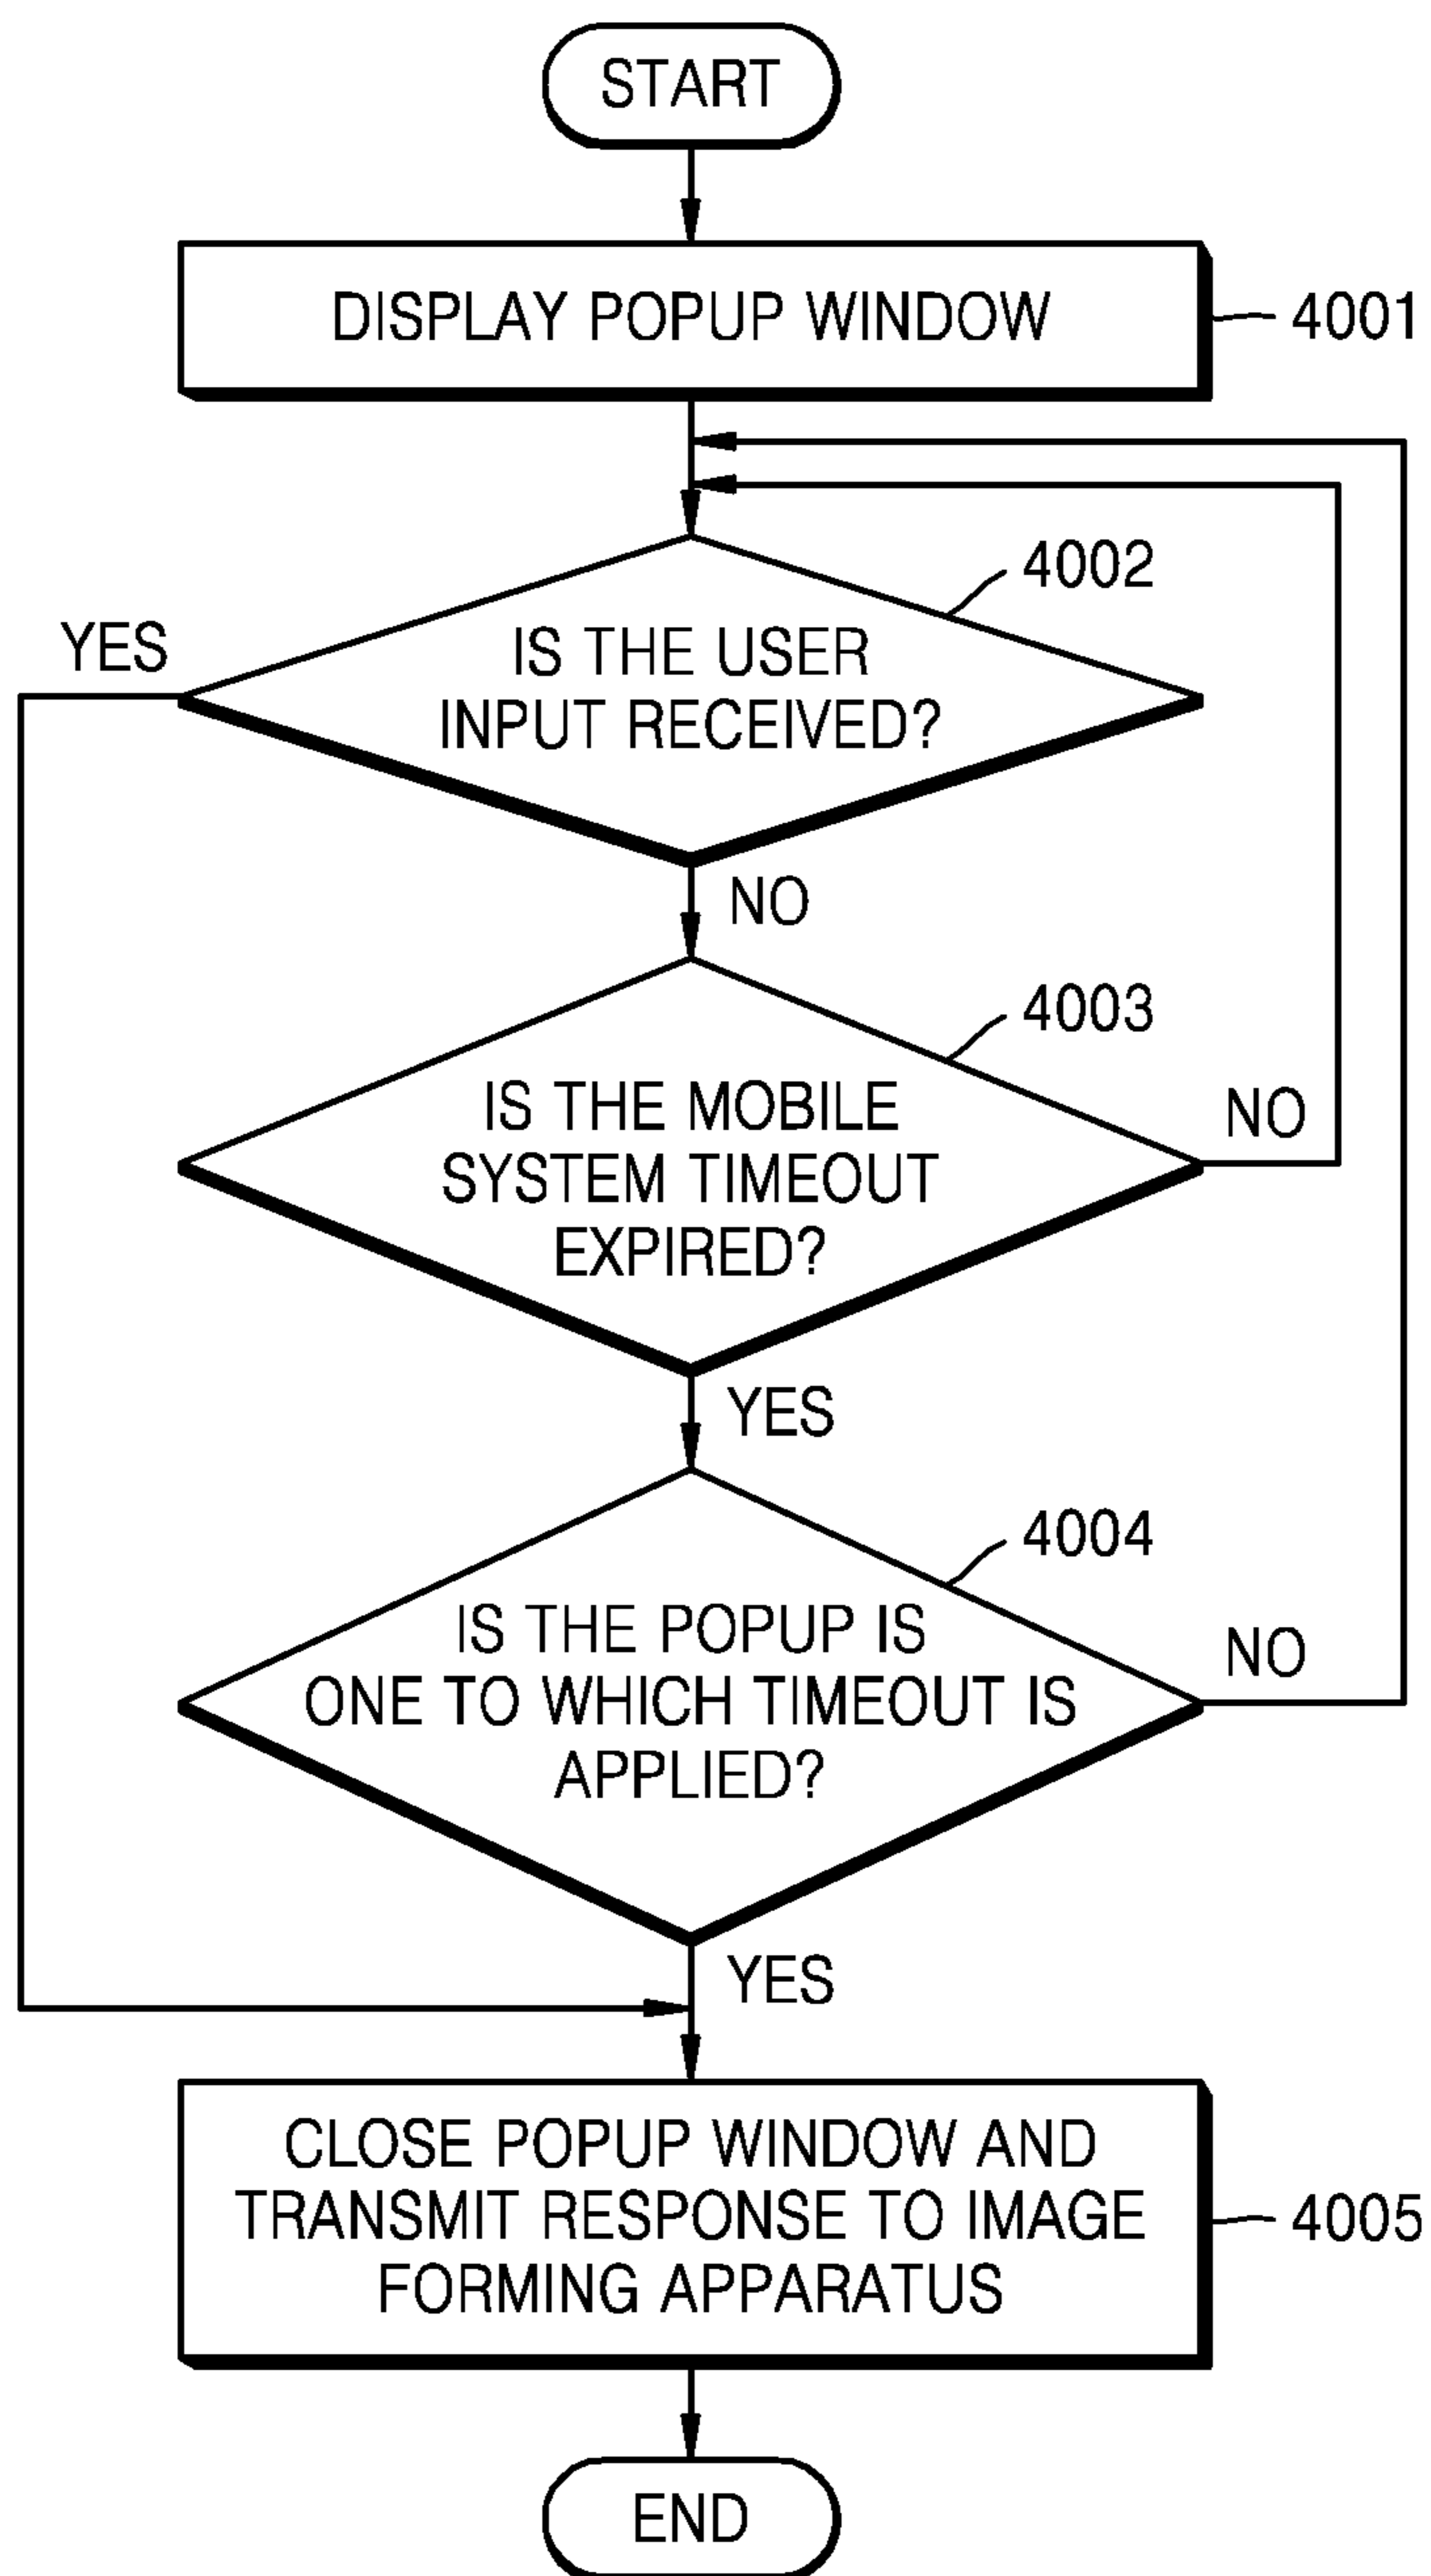 START
DISPLAY POPUP WINDOW
4001
4002
YES
IS THE USER
INPUT RECEIVED?
NO
4003
IS THE MOBILE
SYSTEM TIMEOUT
EXPIRED?
NO
YES
4004
IS THE POPUP IS
ONE TO WHICH TIMEOUT IS
APPLIED?
NO
YES
CLOSE POPUP WINDOW AND
TRANSMIT RESPONSE TO IMAGE
FORMING APPARATUS
4005
END